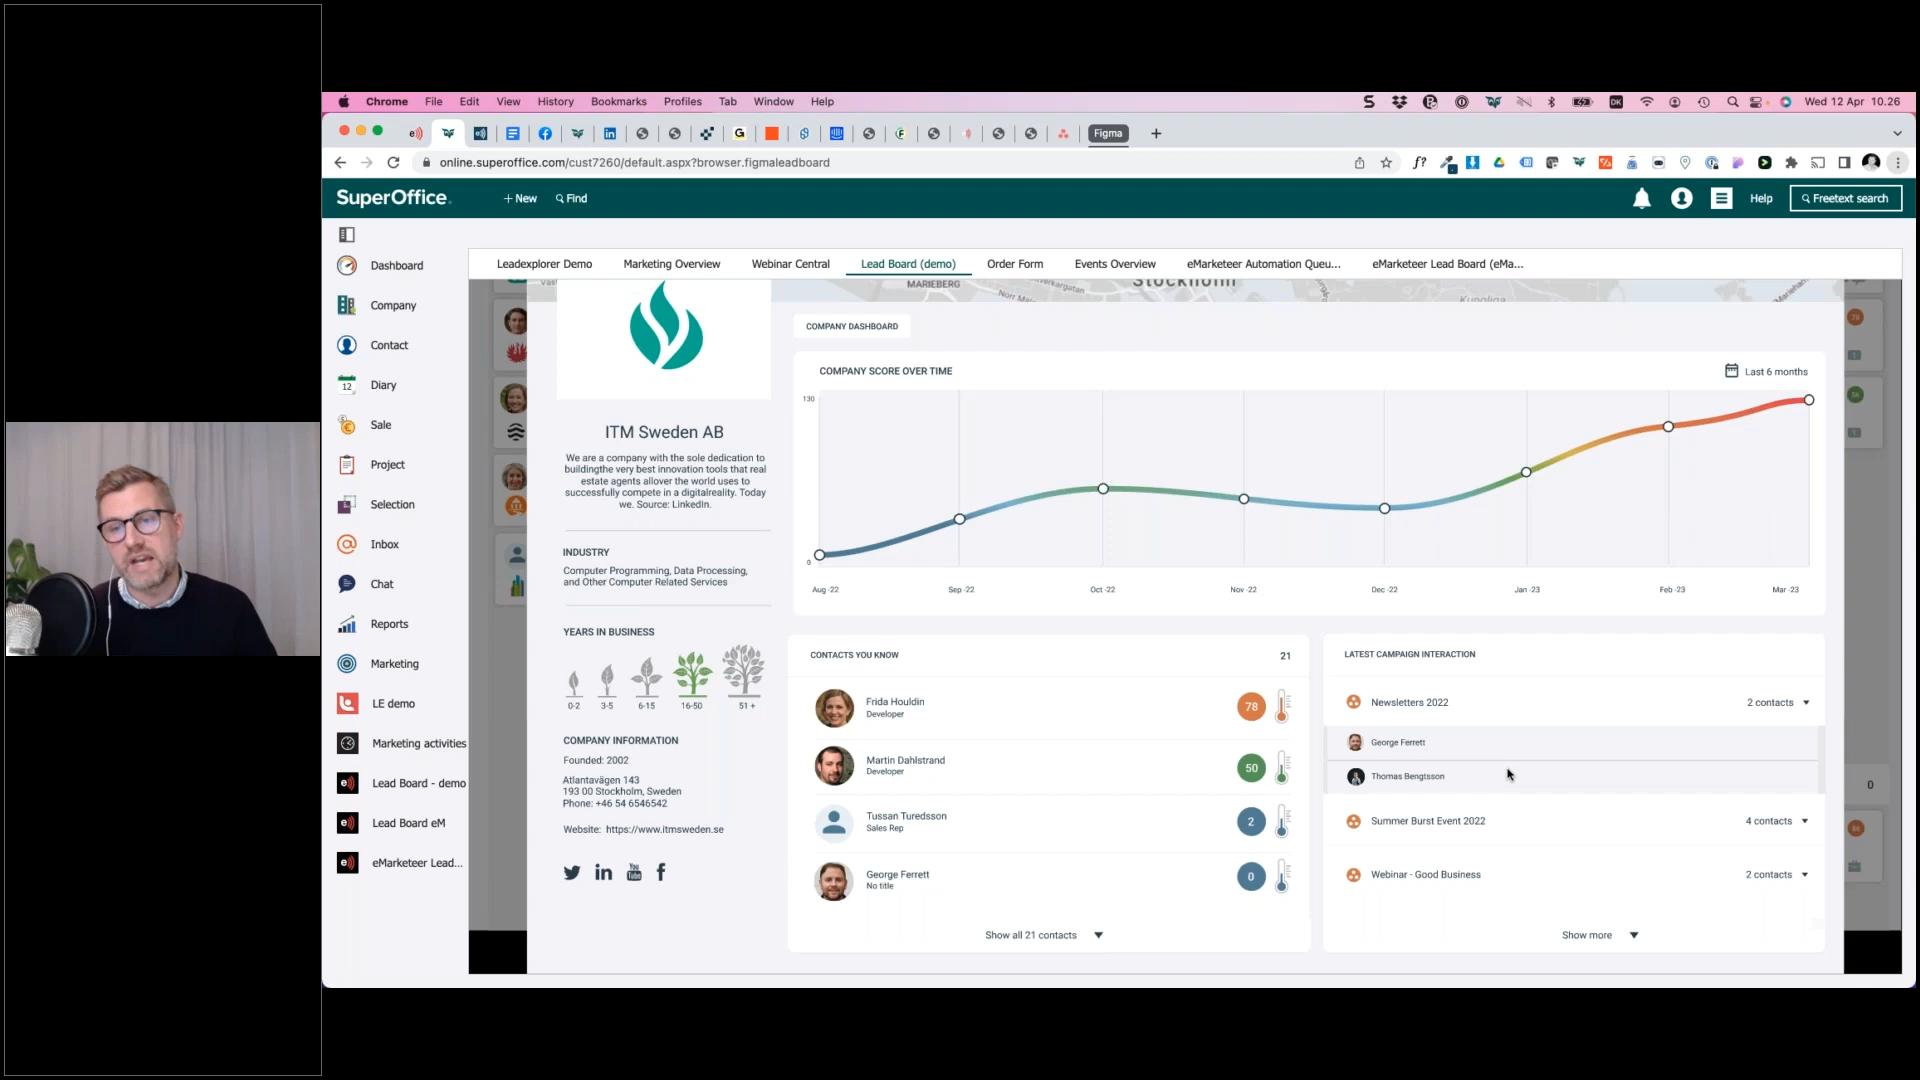 Chrome File Edit View History Bookmarks Profiles Tab Window Help
DK
Wed 12 Apr 10.26
Figma
online.superoffice.com/cust7260/default.aspx?browser.figmaleadboard
SuperOffice.
+ New
Find
Help
Freetext search
Dashboard
Company
Contact
12
Diary
Sale
Project
Selection
Inbox
Chat
Reports
Marketing
LE demo
Marketing activities
Lead Board - demo
Lead Board eM
eMarketeer Lead...
Leadexplorer Demo
Marketing Overview
Webinar Central
Lead Board (demo)
Order Form
Events Overview
eMarketeer Automation Queu...
eMarketeer Lead Board (eMa...
MARIEBERG
Stockholm
ITM Sweden AB
We are a company with the sole dedication to
buildingthe very best innovation tools that real
estate agents allover the world uses to
successfully compete in a digitalreality. Today
we. Source: LinkedIn.
INDUSTRY
Computer Programming, Data Processing,
and Other Computer Related Services
YEARS IN BUSINESS
0-2 3-5 6-15 16-50 51 +
COMPANY INFORMATION
Founded: 2002
Atlantavägen 143
193 00 Stockholm, Sweden
Phone: +46 54 6546542
Website: https://www.itmsweden.se
COMPANY DASHBOARD
COMPANY SCORE OVER TIME
Last 6 months
130
0
Aug -22 Sep -22 Oct -22 Nov -22 Dec -22 Jan -23 Feb -23 Mar -23
CONTACTS YOU KNOW
21
Frida Houldin
Developer
78
Martin Dahlstrand
Developer
50
Tussan Turedsson
Sales Rep
2
George Ferrett
No title
0
Show all 21 contacts
LATEST CAMPAIGN INTERACTION
Newsletters 2022
2 contacts
George Ferrett
Thomas Bengtsson
Summer Burst Event 2022
4 contacts
Webinar - Good Business
2 contacts
Show more
0